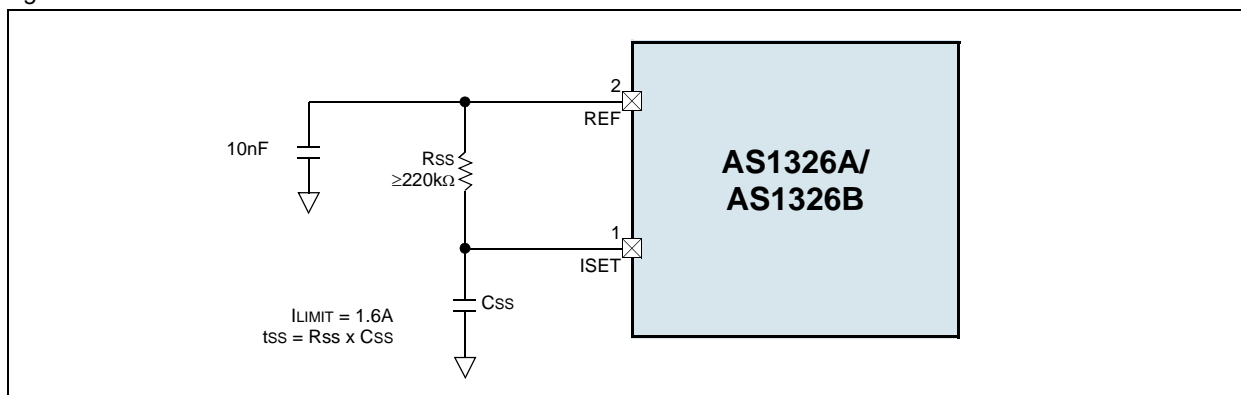 2
REF
10nF
RSS
≥220kΩ
AS1326A/
AS1326B
1
ISET
CSS
ILIMIT = 1.6A
tSS = RSS x CSS